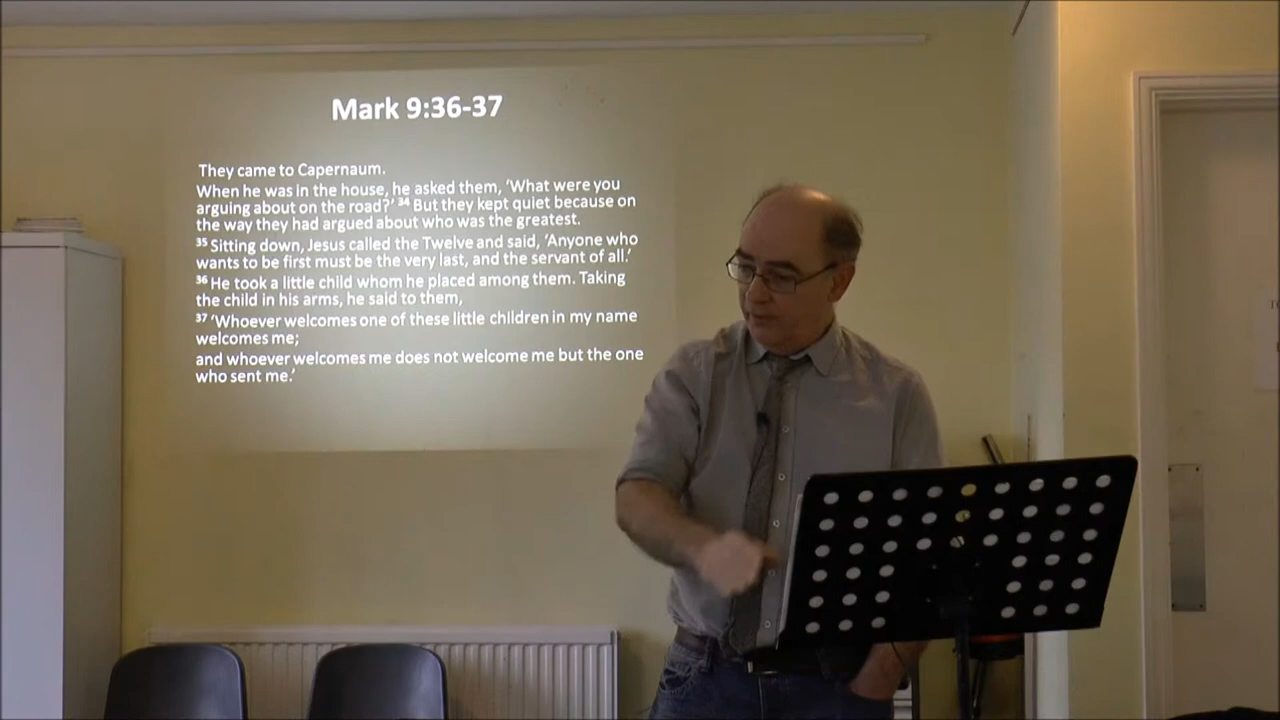 Mark 9:36-37
They came to Capernaum.
When he was in the house, he asked them, ‘What were you
arguing about on the road?’ ³⁴ But they kept quiet because on
the way they had argued about who was the greatest.
³⁵ Sitting down, Jesus called the Twelve and said, ‘Anyone who
wants to be first must be the very last, and the servant of all.’
³⁶ He took a little child whom he placed among them. Taking
the child in his arms, he said to them,
³⁷ ‘Whoever welcomes one of these little children in my name
welcomes me;
and whoever welcomes me does not welcome me but the one
who sent me.’